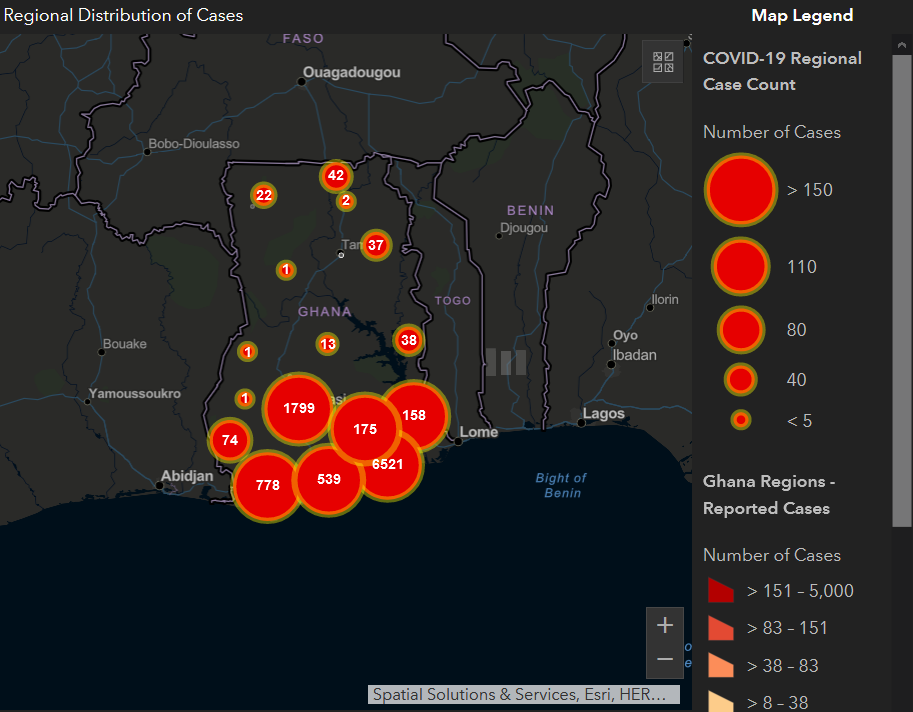 Regional Distribution of Cases
Map Legend
FASO
Ouagadougou
Bobo-Dioulasso
42
22
2
BENIN
Djougou
Tam
37
1
TOGO
GHANA
Ilorin
Oyo
Ibadan
Bouake
1
13
38
Yamoussoukro
1
1799
asi
158
175
Lagos
74
Lome
6521
Abidjan
778
539
Bight of
Benin
Spatial Solutions & Services, Esri, HER...
+
−
COVID-19 Regional
Case Count
Number of Cases
> 150
110
80
40
< 5
Ghana Regions -
Reported Cases
Number of Cases
> 151 – 5,000
> 83 – 151
> 38 – 83
> 8 – 38